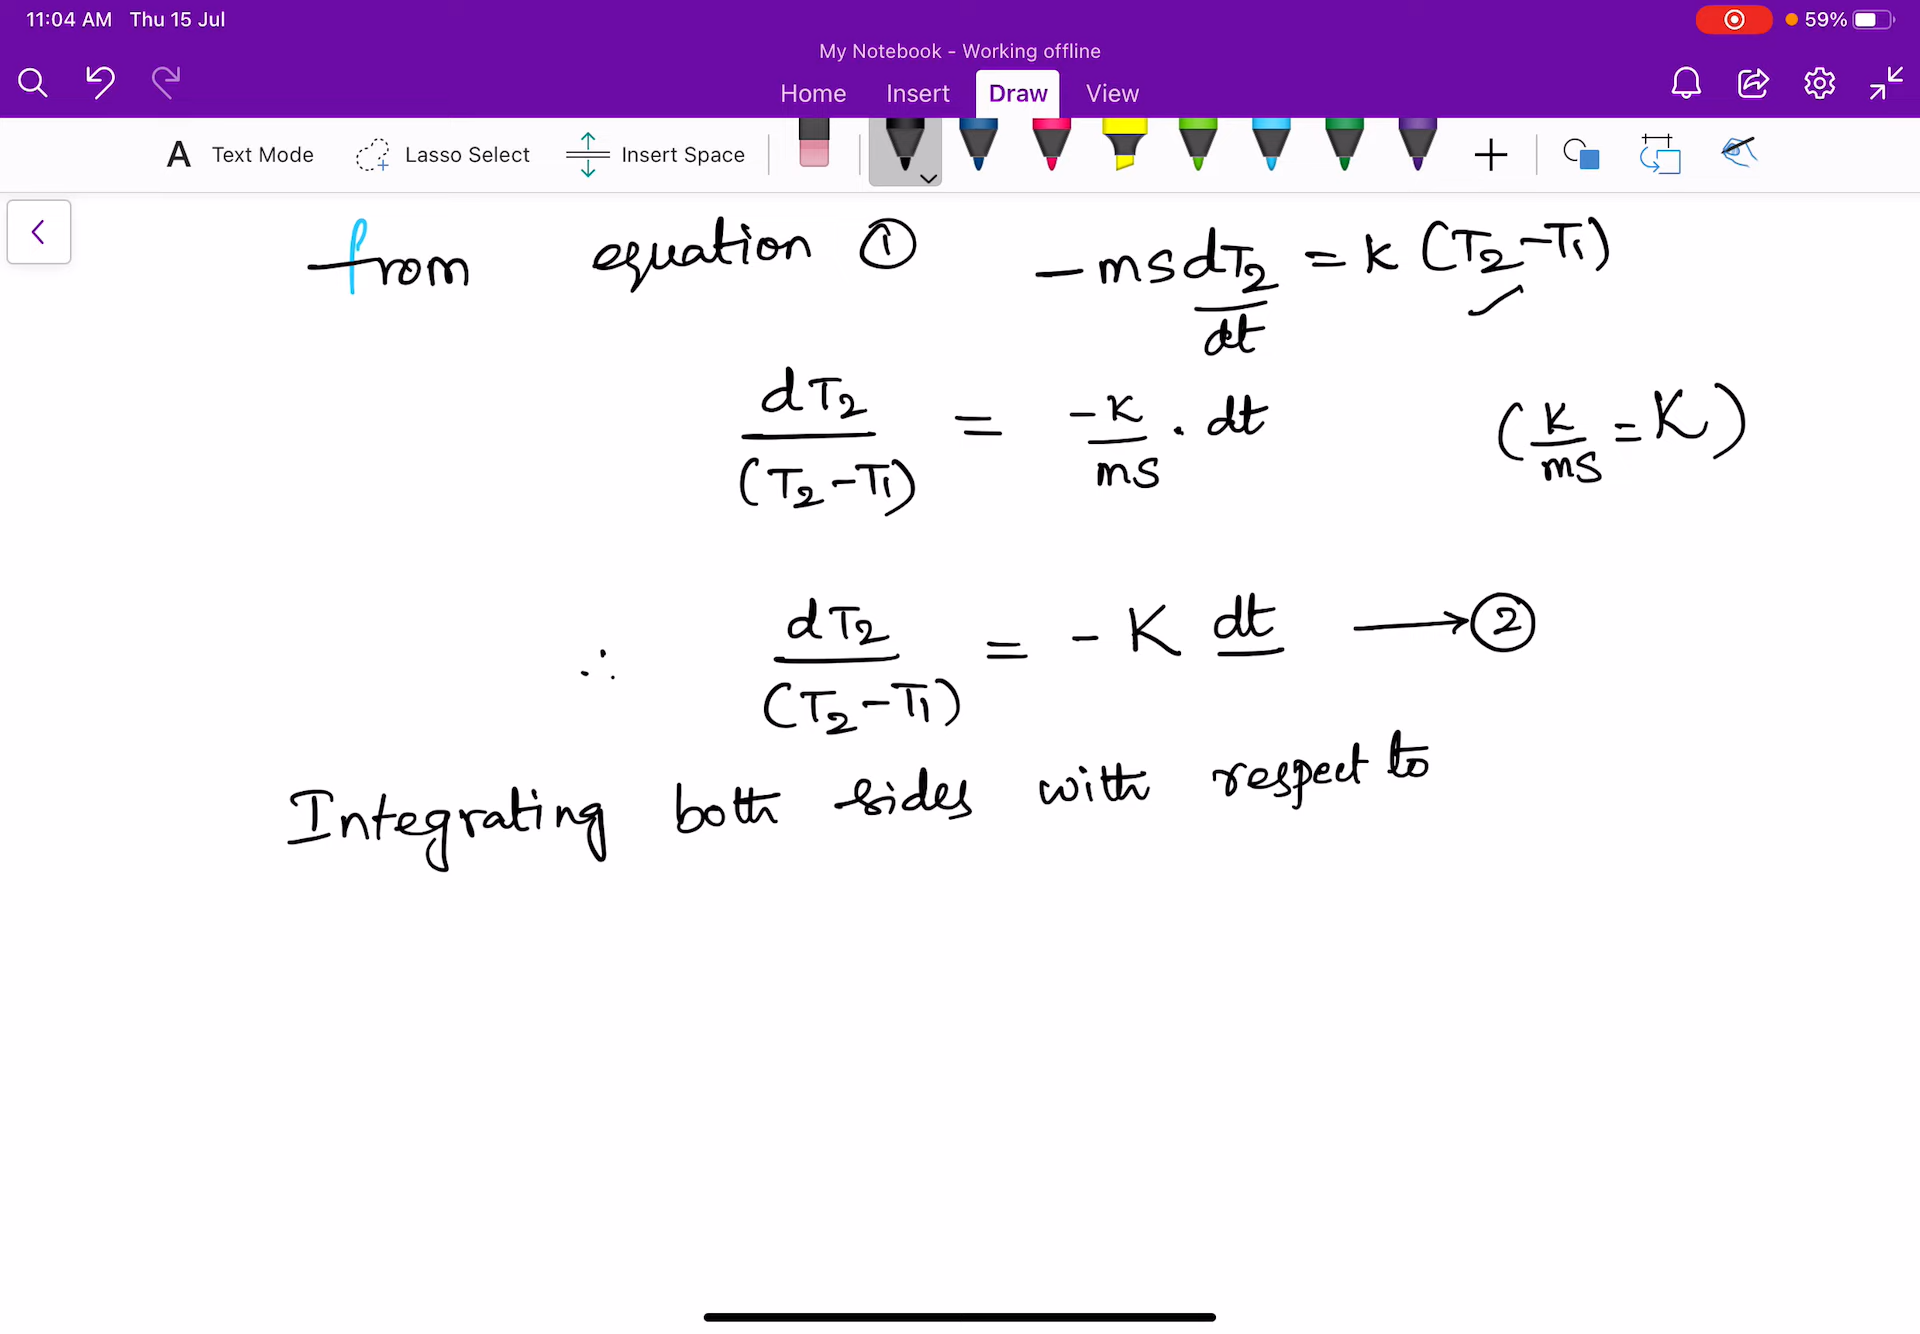 11:04 AM Thu 15 Jul
59%
My Notebook - Working offline
Home Insert Draw View
A Text Mode Lasso Select Insert Space
from equation ① -ms dT₂/dt = k (T₂-T₁)
dT₂/(T₂-T₁) = -K/ms . dt (K/ms = K)
∴ dT₂/(T₂-T₁) = - K dt ⟶ ②
Integrating both sides with respect to